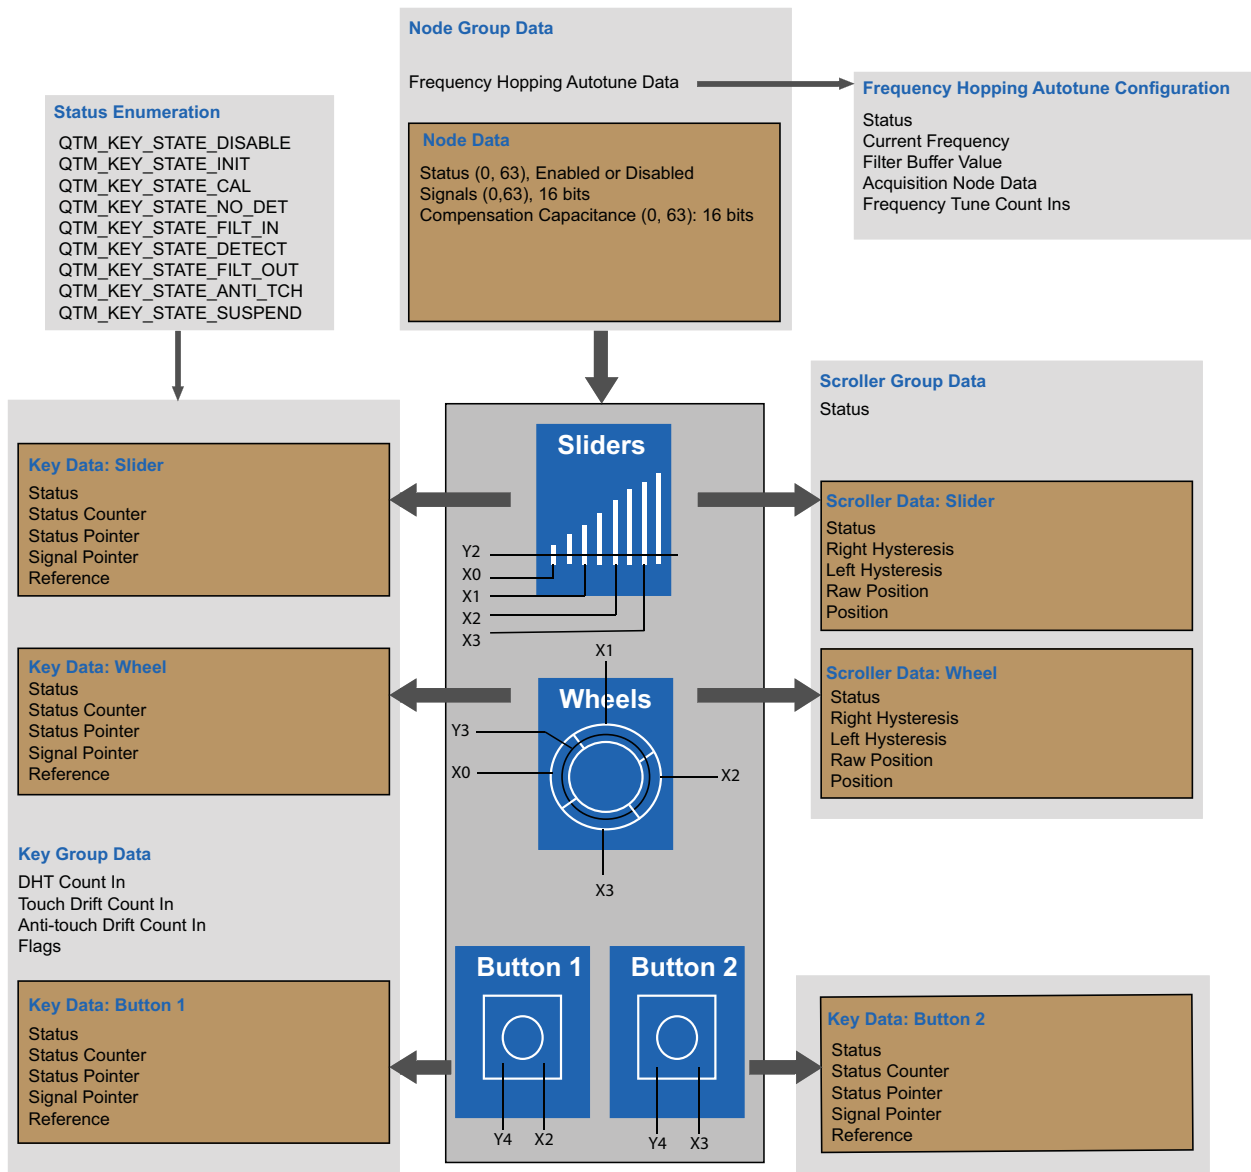 Node Group Data
Frequency Hopping Autotune Data
Node Data
Status (0, 63), Enabled or Disabled
Signals (0,63), 16 bits
Compensation Capacitance (0, 63): 16 bits
Frequency Hopping Autotune Configuration
Status
Current Frequency
Filter Buffer Value
Acquisition Node Data
Frequency Tune Count Ins
Status Enumeration
QTM_KEY_STATE_DISABLE
QTM_KEY_STATE_INIT
QTM_KEY_STATE_CAL
QTM_KEY_STATE_NO_DET
QTM_KEY_STATE_FILT_IN
QTM_KEY_STATE_DETECT
QTM_KEY_STATE_FILT_OUT
QTM_KEY_STATE_ANTI_TCH
QTM_KEY_STATE_SUSPEND
Key Data: Slider
Status
Status Counter
Status Pointer
Signal Pointer
Reference
Key Data: Wheel
Status
Status Counter
Status Pointer
Signal Pointer
Reference
Key Group Data
DHT Count In
Touch Drift Count In
Anti-touch Drift Count In
Flags
Key Data: Button 1
Status
Status Counter
Status Pointer
Signal Pointer
Reference
Sliders
Y2
X0
X1
X2
X3
X1
Wheels
Y3
X0
X2
X3
Button 1
Y4 X2
Button 2
Y4 X3
Scroller Group Data
Status
Scroller Data: Slider
Status
Right Hysteresis
Left Hysteresis
Raw Position
Position
Scroller Data: Wheel
Status
Right Hysteresis
Left Hysteresis
Raw Position
Position
Key Data: Button 2
Status
Status Counter
Status Pointer
Signal Pointer
Reference